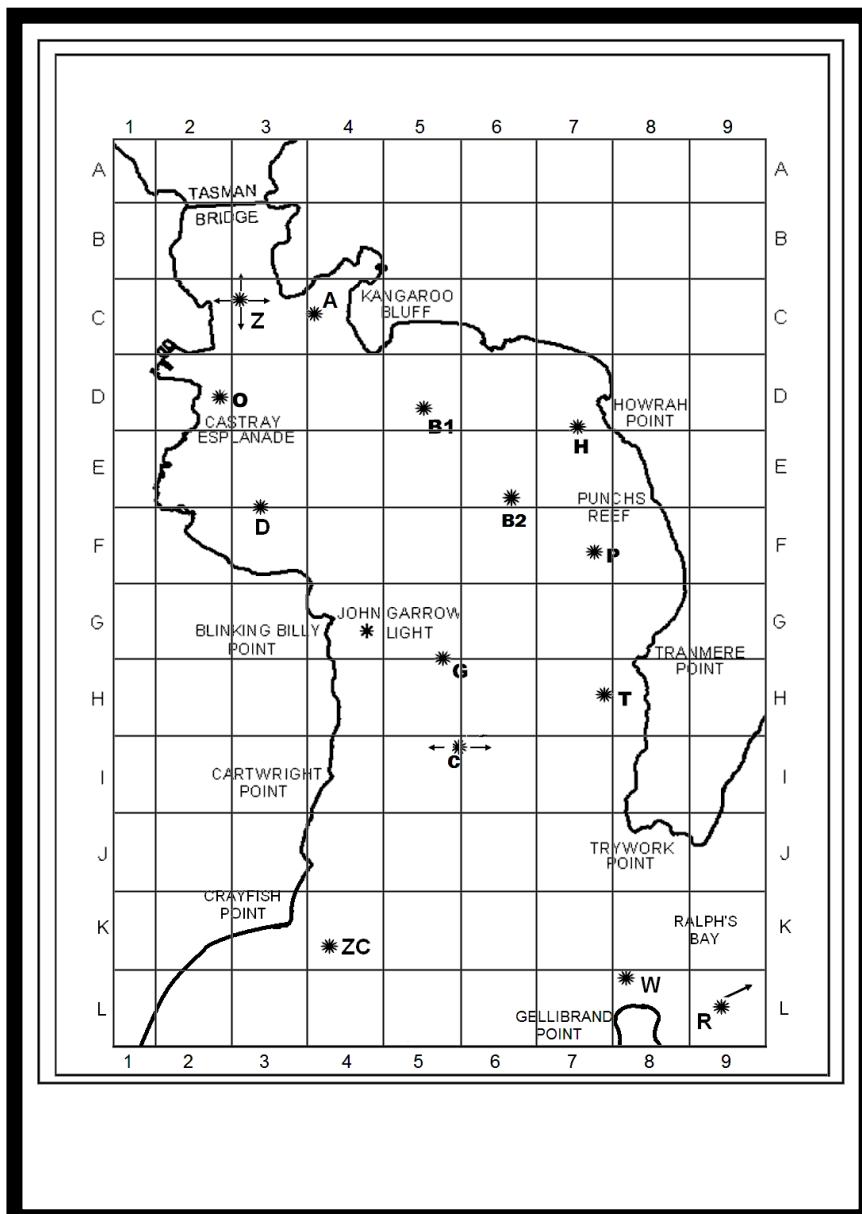 1 2 3 4 5 6 7 8 9
A A
TASMAN
BRIDGE
B B
KANGAROO
BLUFF
A
C Z C
D O B1 HOWRAH
POINT D
CASTRAY
ESPLANADE
H
E E
PUNCHS
REEF
D B2
F P F
JOHN GARROW
LIGHT
G G
BLINKING BILLY
POINT
TRANMERE
POINT
G
H T H
C
CARTWRIGHT
POINT
I I
TRYWORK
POINT
J J
CRAYFISH
POINT
RALPH'S
BAY
K ZC K
W
GELLIBRAND
POINT
L R L
1 2 3 4 5 6 7 8 9